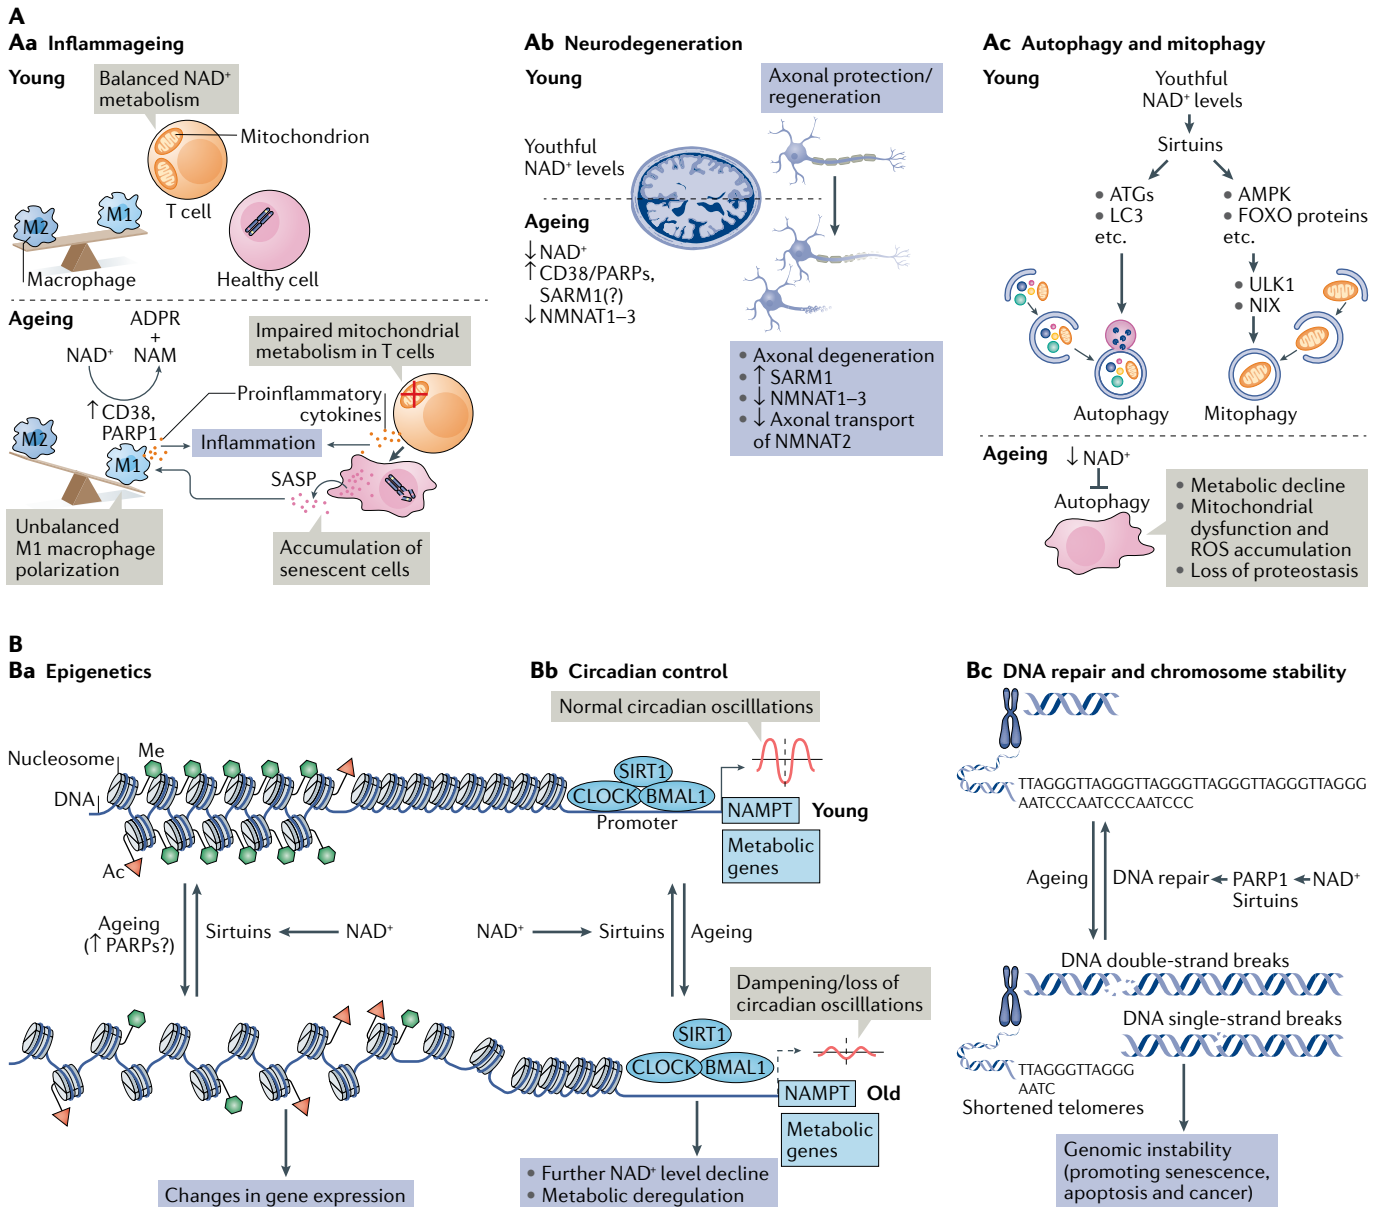 A
Aa Inflammageing
Young
Balanced NAD⁺
metabolism
Mitochondrion
T cell
M2
M1
Macrophage
Healthy cell
Ageing
ADPR
+
NAM
NAD⁺
↑ CD38,
PARP1
Impaired mitochondrial
metabolism in T cells
Proinflammatory
cytokines
Inflammation
M2
M1
SASP
Unbalanced
M1 macrophage
polarization
Accumulation of
senescent cells
Ab Neurodegeneration
Young
Axonal protection/
regeneration
Youthful
NAD⁺ levels
Ageing
↓ NAD⁺
↑ CD38/PARPs,
SARM1(?)
↓ NMNAT1–3
• Axonal degeneration
• ↑ SARM1
• ↓ NMNAT1–3
• ↓ Axonal transport
of NMNAT2
Ac Autophagy and mitophagy
Young
Youthful
NAD⁺ levels
Sirtuins
• ATGs
• LC3
etc.
• AMPK
• FOXO proteins
etc.
• ULK1
• NIX
Autophagy
Mitophagy
Ageing
↓ NAD⁺
Autophagy
• Metabolic decline
• Mitochondrial
dysfunction and
ROS accumulation
• Loss of proteostasis
B
Ba Epigenetics
Nucleosome
Me
DNA
Ac
Ageing
(↑ PARPs?)
Sirtuins
NAD⁺
Changes in gene expression
Bb Circadian control
Normal circadian oscilllations
SIRT1
CLOCK
BMAL1
Promoter
NAMPT
Young
Metabolic
genes
NAD⁺
Sirtuins
Ageing
Dampening/loss of
circadian oscilllations
SIRT1
CLOCK
BMAL1
NAMPT
Old
Metabolic
genes
• Further NAD⁺ level decline
• Metabolic deregulation
Bc DNA repair and chromosome stability
TTAGGGTTAGGGTTAGGGTTAGGGTTAGGGTTAGGG
AATCCCAATCCCAATCCC
Ageing
DNA repair
PARP1
Sirtuins
NAD⁺
DNA double-strand breaks
DNA single-strand breaks
TTAGGGTTAGGG
AATC
Shortened telomeres
Genomic instability
(promoting senescence,
apoptosis and cancer)